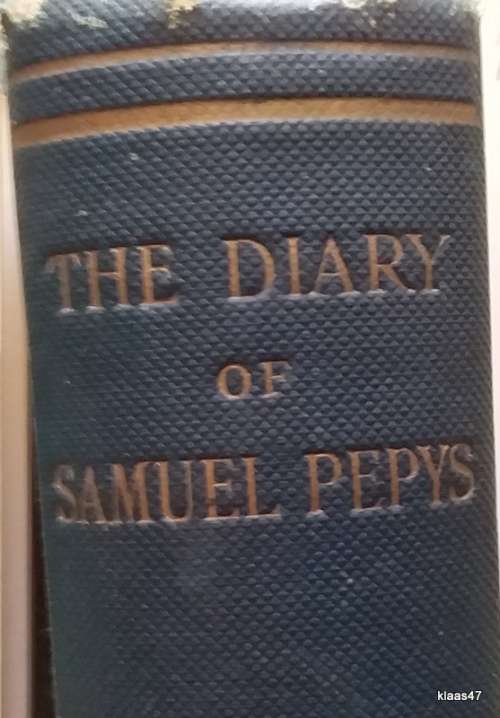 THE DIARY
OF
SAMUEL PEPYS
klaas47